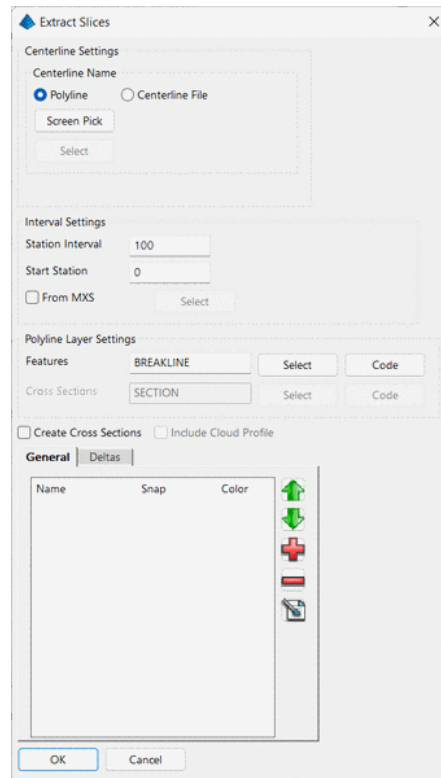 Extract Slices
Centerline Settings
Centerline Name
Polyline Centerline File
Screen Pick
Select
Interval Settings
Station Interval 100
Start Station 0
From MXS Select
Polyline Layer Settings
Features BREAKLINE Select Code
Cross Sections SECTION Select Code
Create Cross Sections Include Cloud Profile
General Deltas
Name Snap Color
OK Cancel